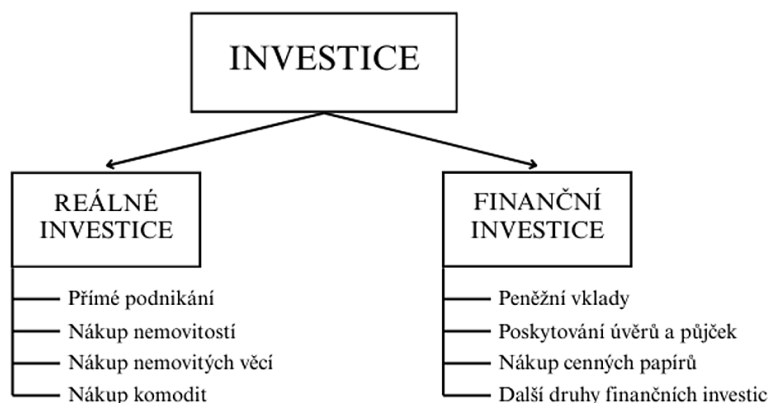 INVESTICE
REÁLNÉ
INVESTICE
Přímé podnikání
Nákup nemovitostí
Nákup nemovitých věcí
Nákup komodit
FINANČNÍ
INVESTICE
Peněžní vklady
Poskytování úvěrů a půjček
Nákup cenných papírů
Další druhy finančních investic